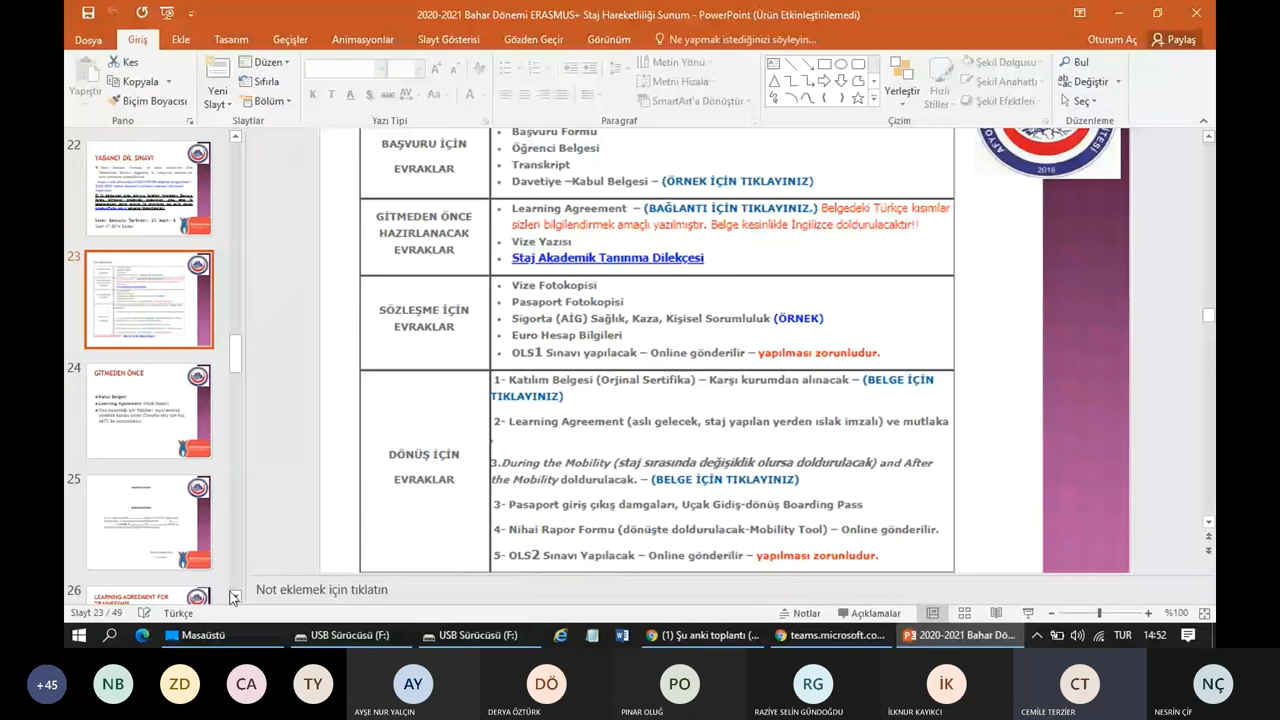 2020-2021 Bahar Dönemi ERASMUS+ Staj Hareketliliği Sunum - PowerPoint (Ürün Etkinleştirilemedi)
Dosya Giriş Ekle Tasarım Geçişler Animasyonlar Slayt Gösterisi Gözden Geçir Görünüm Ne yapmak istediğinizi söyleyin... Oturum Aç Paylaş
Yapıştır
Kes
Kopyala
Biçim Boyacısı
Pano
Yeni Slayt
Düzen
Sıfırla
Bölüm
Slaytlar
K T A S abc AV Aa A
Yazı Tipi
Metin Yönü
Metni Hizala
SmartArt'a Dönüştür
Paragraf
Yerleştir
Hızlı Stiller
Şekil Dolgusu
Şekil Anahattı
Şekil Efektleri
Çizim
Bul
Değiştir
Seç
Düzenleme
22
YABANCI DİL SINAVI
23
24
GİTMEDEN ÖNCE
Kabul Belgesi
25
26
LEARNING AGREEMENT FOR
TRAINEESHIP
BAŞVURU İÇİN
EVRAKLAR
Başvuru Formu
Öğrenci Belgesi
Transkript
Davetiye –Kabul Belgesi – (ÖRNEK İÇİN TIKLAYINIZ)
2016
GİTMEDEN ÖNCE
HAZIRLANACAK
EVRAKLAR
Learning Agreement – (BAĞLANTI İÇİN TIKLAYINIZ.) Belgedeki Türkçe kısımlar
sizleri bilgilendirmek amaçlı yazılmıştır. Belge kesinlikle İngilizce doldurulacaktır!!
Vize Yazısı
Staj Akademik Tanınma Dilekçesi
SÖZLEŞME İÇİN
EVRAKLAR
Vize Fotokopisi
Pasaport Fotokopisi
Sigorta (AİG) Sağlık, Kaza, Kişisel Sorumluluk (ÖRNEK)
Euro Hesap Bilgileri
OLS1 Sınavı yapılacak – Online gönderilir – yapılması zorunludur.
DÖNÜŞ İÇİN
EVRAKLAR
1- Katılım Belgesi (Orjinal Sertifika) – Karşı kurumdan alınacak – (BELGE İÇİN
TIKLAYINIZ)
2- Learning Agreement (aslı gelecek, staj yapılan yerden ıslak imzalı) ve mutlaka
,
3.During the Mobility (staj sırasında değişiklik olursa doldurulacak) and After
the Mobility doldurulacak. – (BELGE İÇİN TIKLAYINIZ)
3- Pasaport giriş çıkış damgaları, Uçak Gidiş-dönüş Boarding Pass
4- Nihai Rapor Formu (dönüşte doldurulacak-Mobility Tool) – Online gönderilir.
5- OLS2 Sınavı Yapılacak – Online gönderilir – yapılması zorunludur.
Not eklemek için tıklatın
Slayt 23 / 49 Türkçe Notlar Açıklamalar %100
Masaüstü USB Sürücüsü (F:) USB Sürücüsü (F:) (1) Şu anki toplantı (... teams.microsoft.co... 2020-2021 Bahar Dö... TUR 14:52
+45 NB ZD CA TY AY DÖ PO RG İK CT NÇ
AYŞE NUR YALÇIN DERYA ÖZTÜRK PINAR OLUĞ RAZİYE SELİN GÜNDOĞDU İLKNUR KAYIKCI CEMİLE TERZİER NESRİN ÇİF